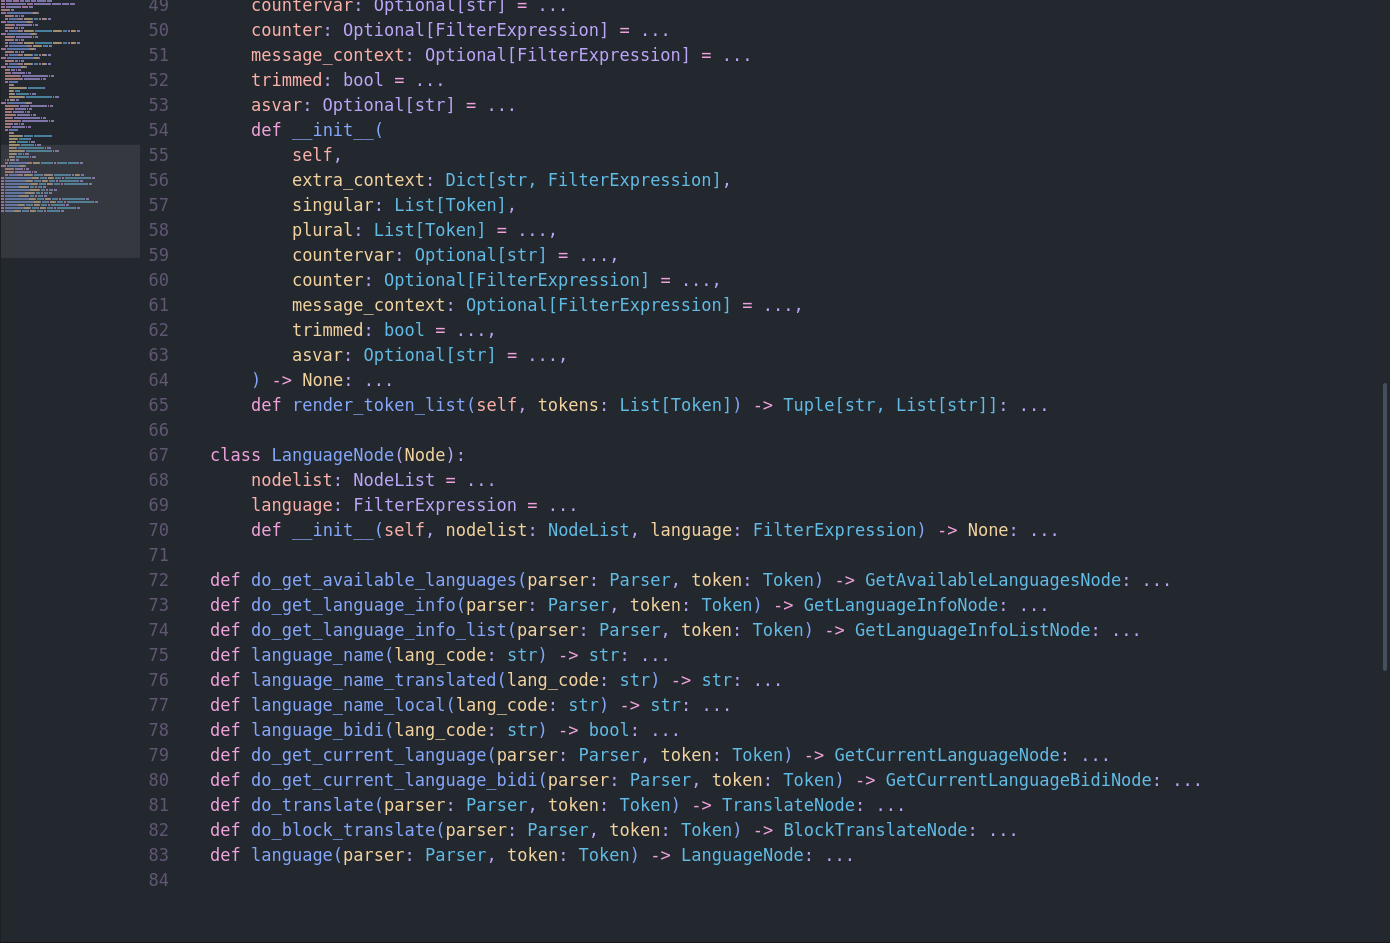 49 countervar: Optional[str] = ...
50 counter: Optional[FilterExpression] = ...
51 message_context: Optional[FilterExpression] = ...
52 trimmed: bool = ...
53 asvar: Optional[str] = ...
54 def __init__(
55 self,
56 extra_context: Dict[str, FilterExpression],
57 singular: List[Token],
58 plural: List[Token] = ...,
59 countervar: Optional[str] = ...,
60 counter: Optional[FilterExpression] = ...,
61 message_context: Optional[FilterExpression] = ...,
62 trimmed: bool = ...,
63 asvar: Optional[str] = ...,
64 ) -> None: ...
65 def render_token_list(self, tokens: List[Token]) -> Tuple[str, List[str]]: ...
66
67 class LanguageNode(Node):
68 nodelist: NodeList = ...
69 language: FilterExpression = ...
70 def __init__(self, nodelist: NodeList, language: FilterExpression) -> None: ...
71
72 def do_get_available_languages(parser: Parser, token: Token) -> GetAvailableLanguagesNode: ...
73 def do_get_language_info(parser: Parser, token: Token) -> GetLanguageInfoNode: ...
74 def do_get_language_info_list(parser: Parser, token: Token) -> GetLanguageInfoListNode: ...
75 def language_name(lang_code: str) -> str: ...
76 def language_name_translated(lang_code: str) -> str: ...
77 def language_name_local(lang_code: str) -> str: ...
78 def language_bidi(lang_code: str) -> bool: ...
79 def do_get_current_language(parser: Parser, token: Token) -> GetCurrentLanguageNode: ...
80 def do_get_current_language_bidi(parser: Parser, token: Token) -> GetCurrentLanguageBidiNode: ...
81 def do_translate(parser: Parser, token: Token) -> TranslateNode: ...
82 def do_block_translate(parser: Parser, token: Token) -> BlockTranslateNode: ...
83 def language(parser: Parser, token: Token) -> LanguageNode: ...
84